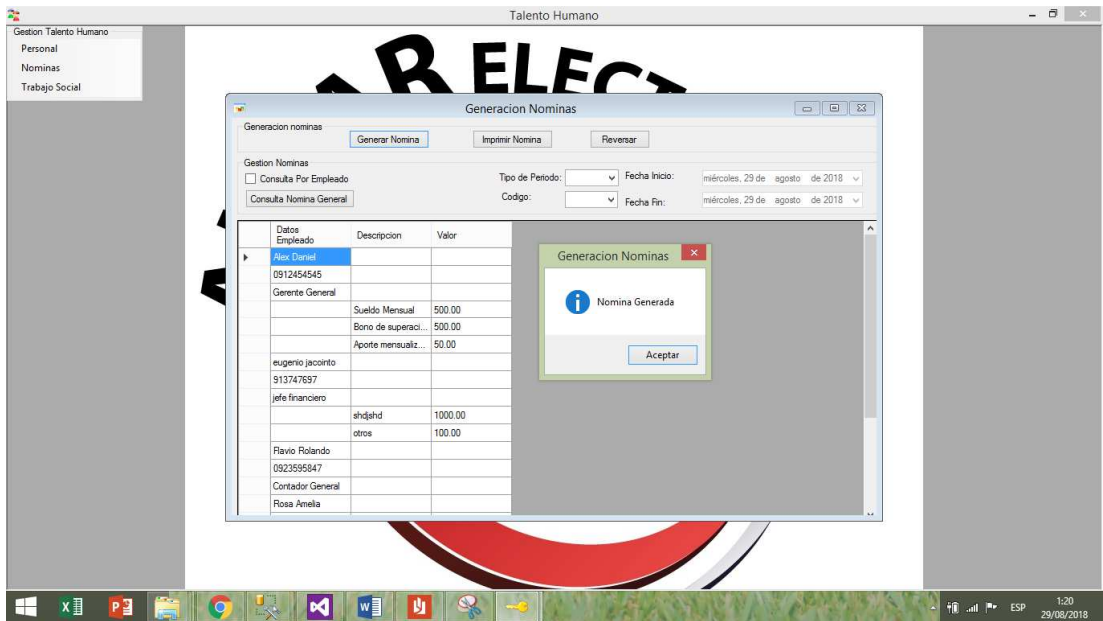 Talento Humano
Gestion Talento Humano
Personal
Nominas
Trabajo Social
AR ELECT
Generacion Nominas
Generacion nominas
Generar Nomina Imprimir Nomina Reversar
Gestion Nominas
Consulta Por Empleado Tipo de Periodo: Fecha Inicio: miércoles, 29 de agosto de 2018
Consulta Nomina General Codigo: Fecha Fin: miércoles, 29 de agosto de 2018
Datos Empleado Descripcion Valor
Alex Daniel
0912454545
Gerente General
Sueldo Mensual 500.00
Bono de superaci... 500.00
Aporte mensualiz... 50.00
eugenio jacointo
913747697
jefe financiero
shdjshd 1000.00
otros 100.00
Flavio Rolando
0923595847
Contador General
Rosa Amelia
Generacion Nominas
Nomina Generada
Aceptar
ESP
1:20
29/08/2018